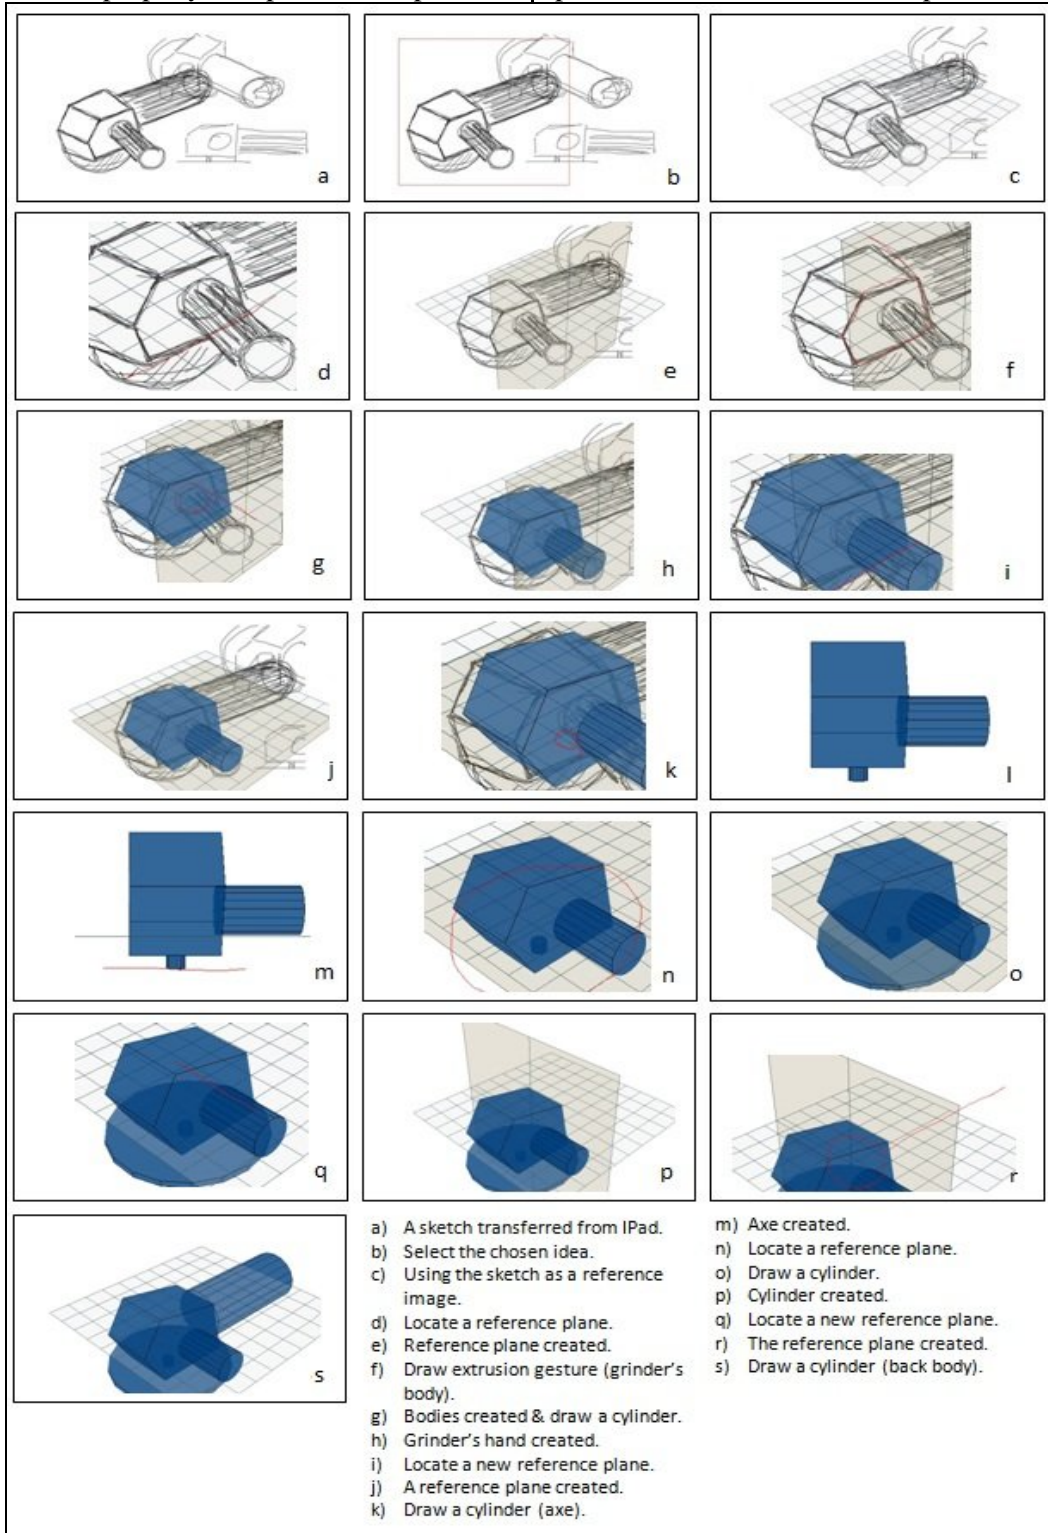 a
b
c
d
e
f
g
h
i
j
k
l
m
n
o
q
p
r
s
a) A sketch transferred from IPad.
b) Select the chosen idea.
c) Using the sketch as a reference
image.
d) Locate a reference plane.
e) Reference plane created.
f) Draw extrusion gesture (grinder's
body).
g) Bodies created & draw a cylinder.
h) Grinder's hand created.
i) Locate a new reference plane.
j) A reference plane created.
k) Draw a cylinder (axe).
m) Axe created.
n) Locate a reference plane.
o) Draw a cylinder.
p) Cylinder created.
q) Locate a new reference plane.
r) The reference plane created.
s) Draw a cylinder (back body).